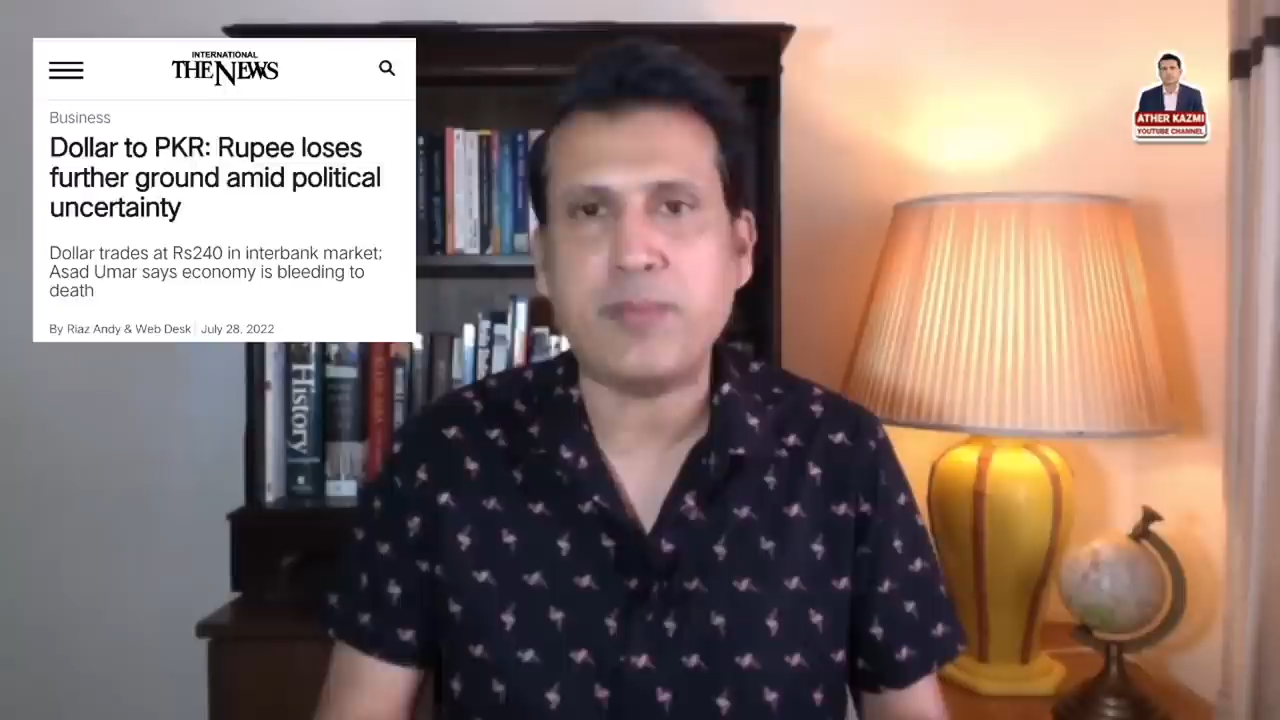 INTERNATIONAL
THE NEWS
Business
Dollar to PKR: Rupee loses
further ground amid political
uncertainty
Dollar trades at Rs240 in interbank market;
Asad Umar says economy is bleeding to
death
By Riaz Andy & Web Desk | July 28, 2022
ATHER KAZMI
YOUTUBE CHANNEL
History